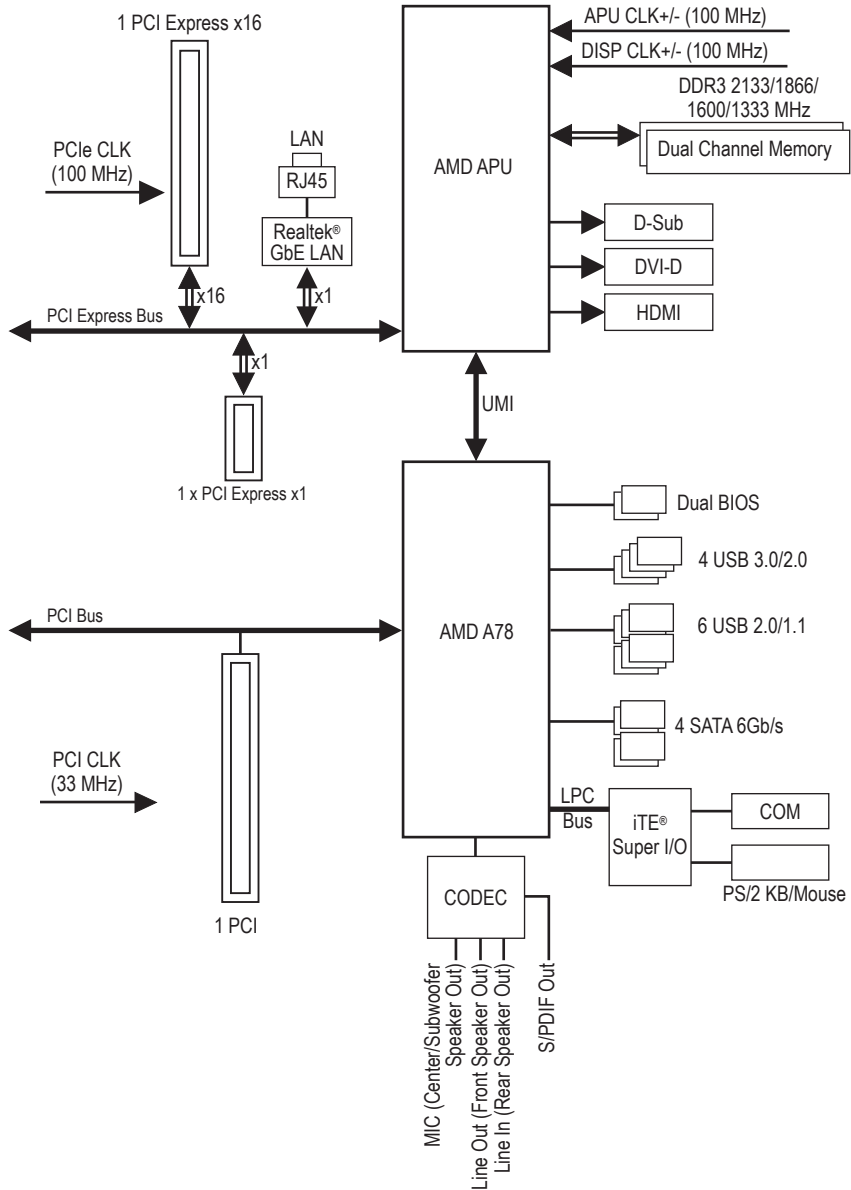 1 PCI Express x16
APU CLK+/- (100 MHz)
DISP CLK+/- (100 MHz)
DDR3 2133/1866/
1600/1333 MHz
Dual Channel Memory
PCIe CLK
(100 MHz)
LAN
RJ45
Realtek®
GbE LAN
AMD APU
D-Sub
DVI-D
HDMI
x16
x1
PCI Express Bus
x1
1 x PCI Express x1
UMI
AMD A78
Dual BIOS
4 USB 3.0/2.0
6 USB 2.0/1.1
4 SATA 6Gb/s
PCI Bus
PCI CLK
(33 MHz)
1 PCI
LPC
Bus
iTE®
Super I/O
COM
PS/2 KB/Mouse
CODEC
MIC (Center/Subwoofer
Speaker Out)
Line Out (Front Speaker Out)
Line In (Rear Speaker Out)
S/PDIF Out